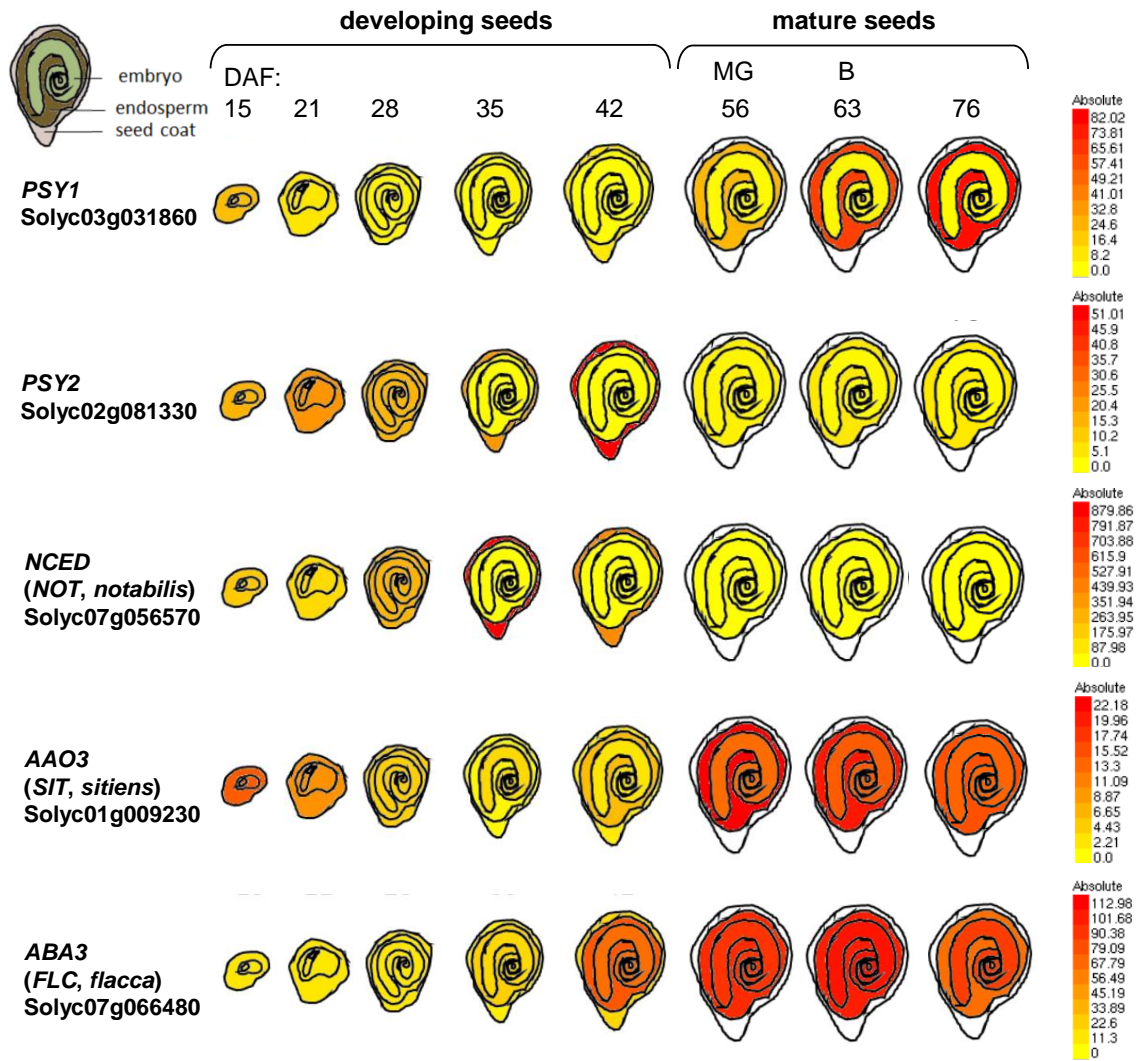 developing seeds
mature seeds
embryo
endosperm
seed coat
DAF:
MG
B
15
21
28
35
42
56
63
76
PSY1
Solyc03g031860
Absolute
82.02
73.81
65.61
57.41
49.21
41.01
32.8
24.6
16.4
8.2
0.0
PSY2
Solyc02g081330
Absolute
51.01
45.9
40.8
35.7
30.6
25.5
20.4
15.3
10.2
5.1
0.0
NCED
(NOT, notabilis)
Solyc07g056570
Absolute
879.86
791.87
703.88
615.9
527.91
439.93
351.94
263.95
175.97
87.98
0.0
AAO3
(SIT, sitiens)
Solyc01g009230
Absolute
22.18
19.96
17.74
15.52
13.3
11.09
8.87
6.65
4.43
2.21
0.0
ABA3
(FLC, flacca)
Solyc07g066480
Absolute
112.98
101.68
90.38
79.09
67.79
56.49
45.19
33.89
22.6
11.3
0